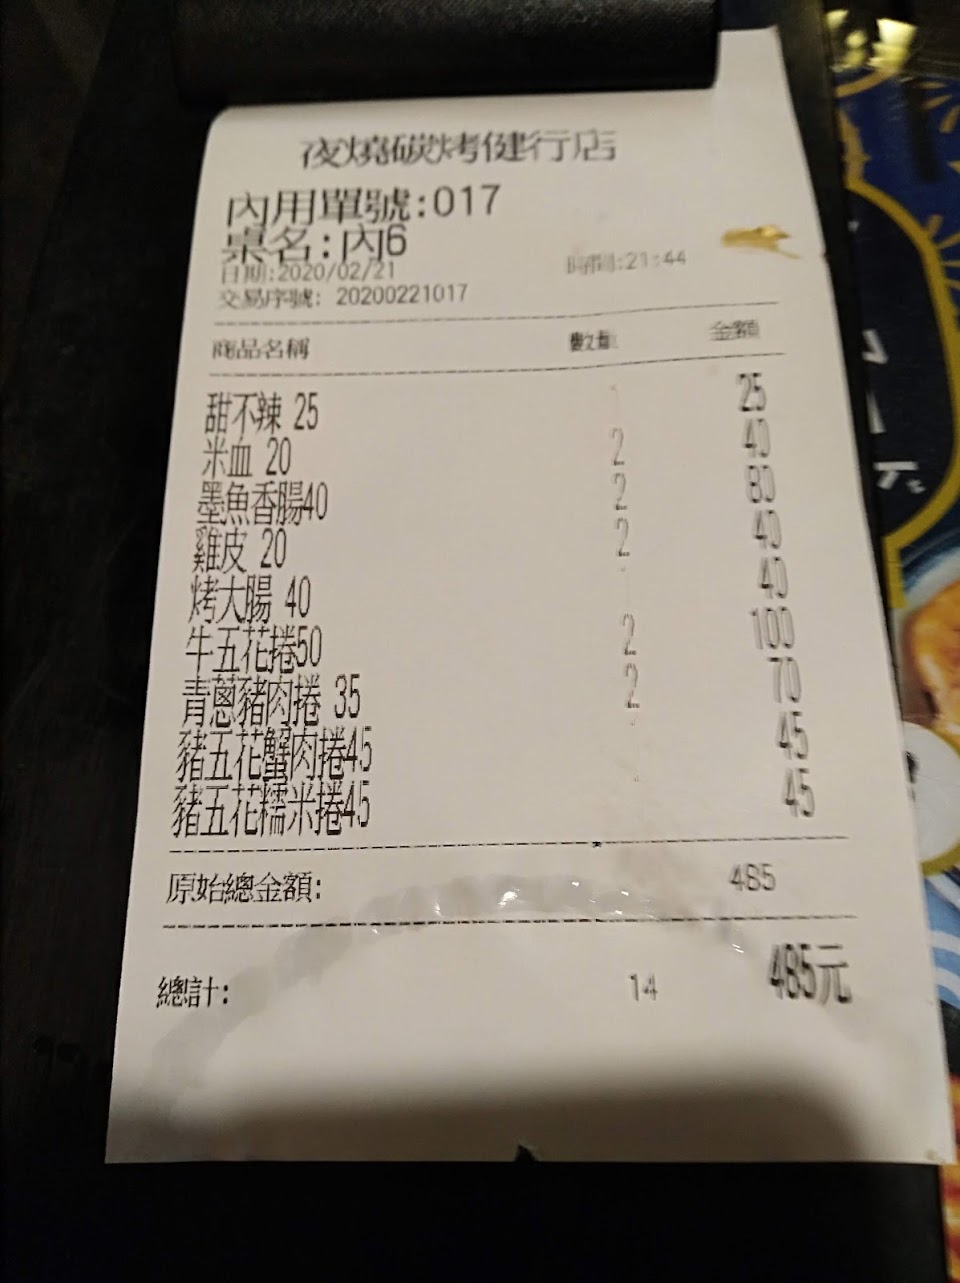 夜燒碳烤健行店
內用單號:017
桌名:內6
日期:2020/02/21 時間:21:44
交易序號: 20200221017
商品名稱 數量 金額
甜不辣 25 1 25
米血 20 2 40
墨魚香腸40 2 80
雞皮 20 2 40
烤大腸 40 40
牛五花捲50 2 100
青蔥豬肉捲 35 2 70
豬五花蟹肉捲45 45
豬五花糯米捲45 45
原始總金額: 485
總計: 14 485元